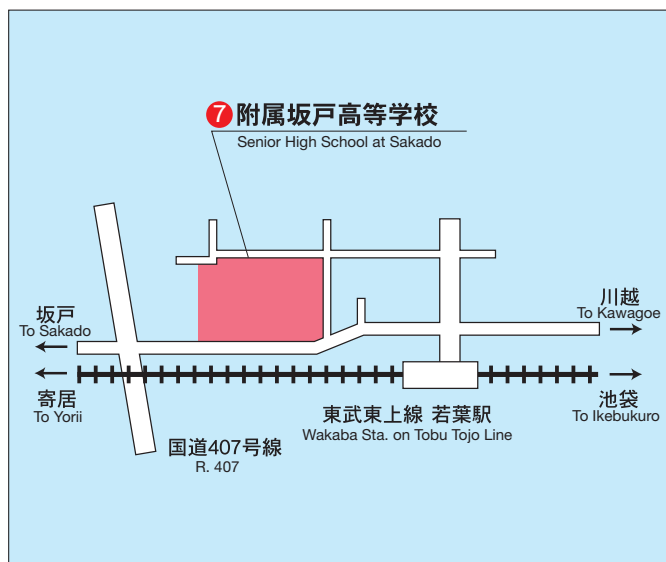 7 附属坂戸高等学校
Senior High School at Sakado
坂戸
To Sakado
川越
To Kawagoe
寄居
To Yorii
池袋
To Ikebukuro
東武東上線 若葉駅
Wakaba Sta. on Tobu Tojo Line
国道407号線
R. 407